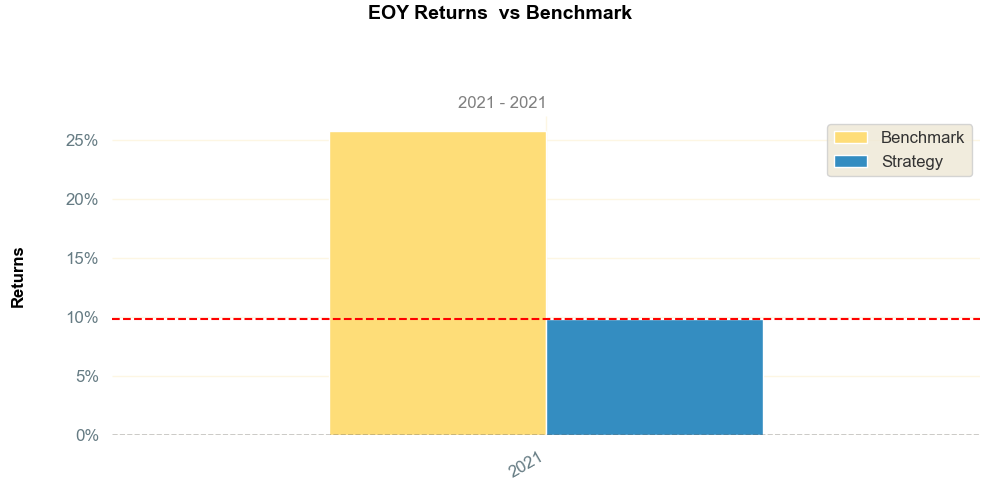 EOY Returns  vs Benchmark
2021 - 2021
Benchmark
Strategy
25%
20%
15%
10%
5%
0%
Returns
2021